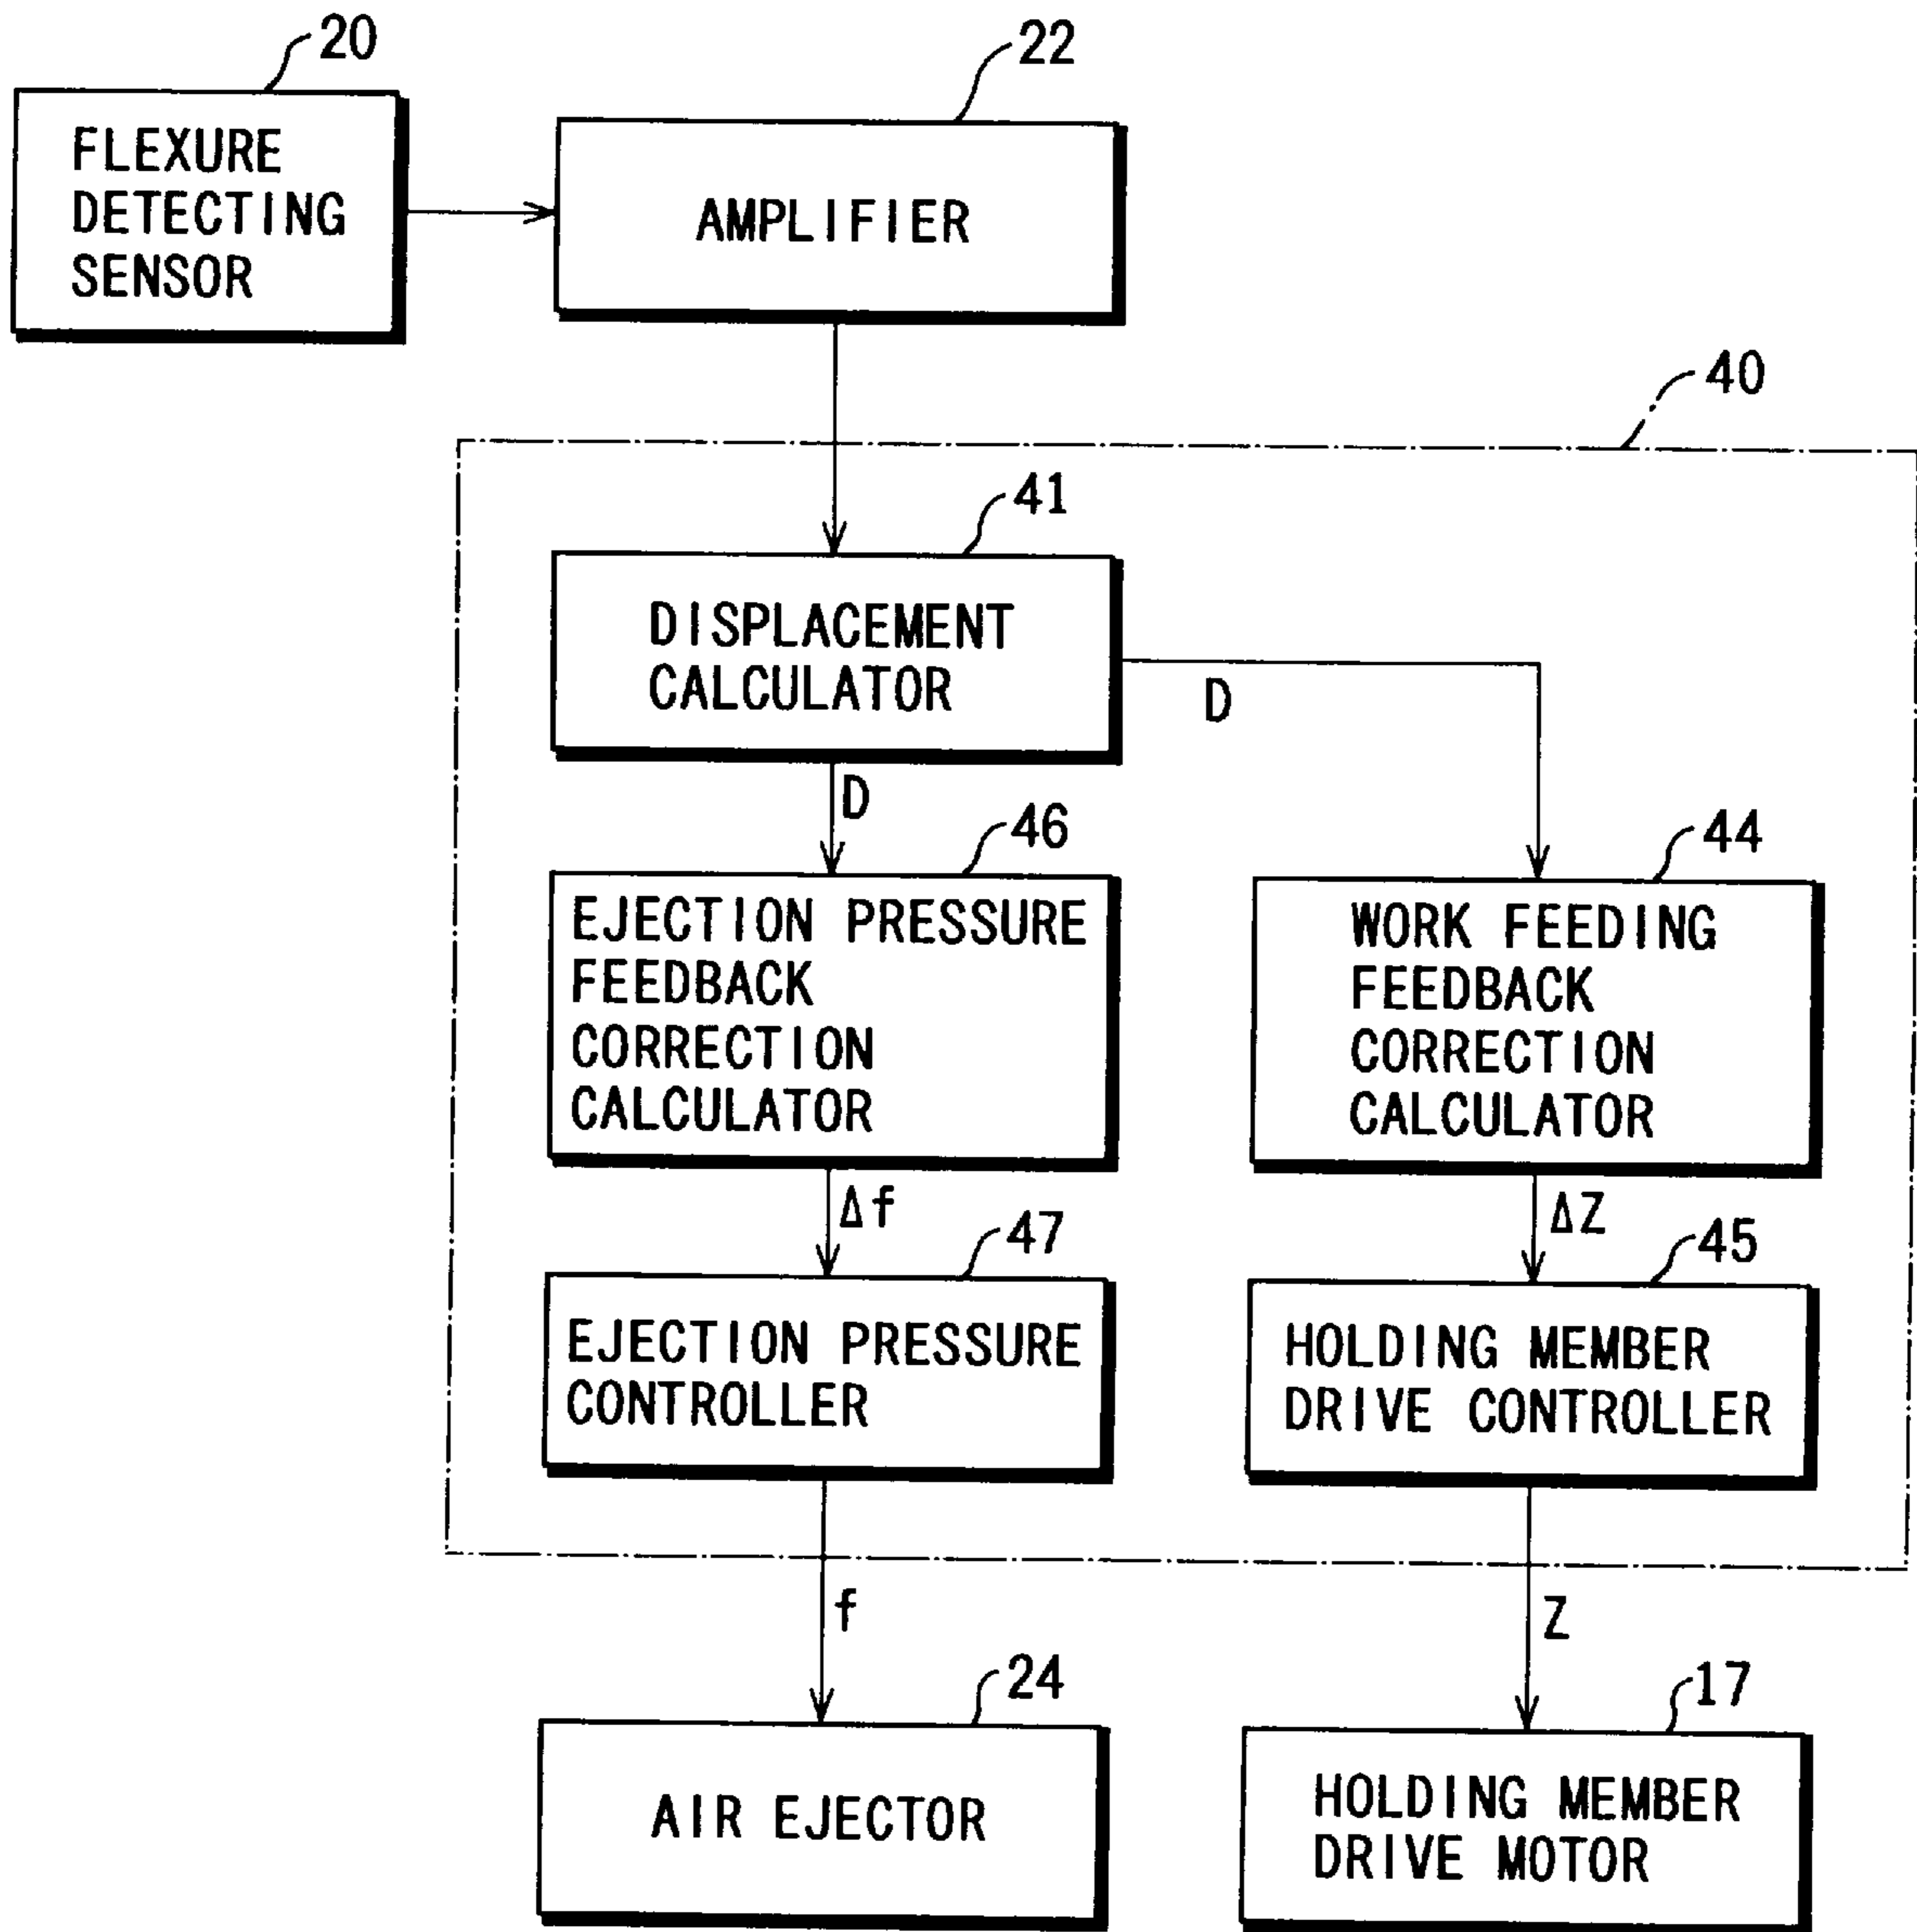 20
FLEXURE
DETECTING
SENSOR
22
AMPLIFIER
40
41
DISPLACEMENT
CALCULATOR
D
D
46
EJECTION PRESSURE
FEEDBACK
CORRECTION
CALCULATOR
44
WORK FEEDING
FEEDBACK
CORRECTION
CALCULATOR
Δf
ΔZ
47
EJECTION PRESSURE
CONTROLLER
45
HOLDING MEMBER
DRIVE CONTROLLER
f
Z
24
AIR EJECTOR
17
HOLDING MEMBER
DRIVE MOTOR